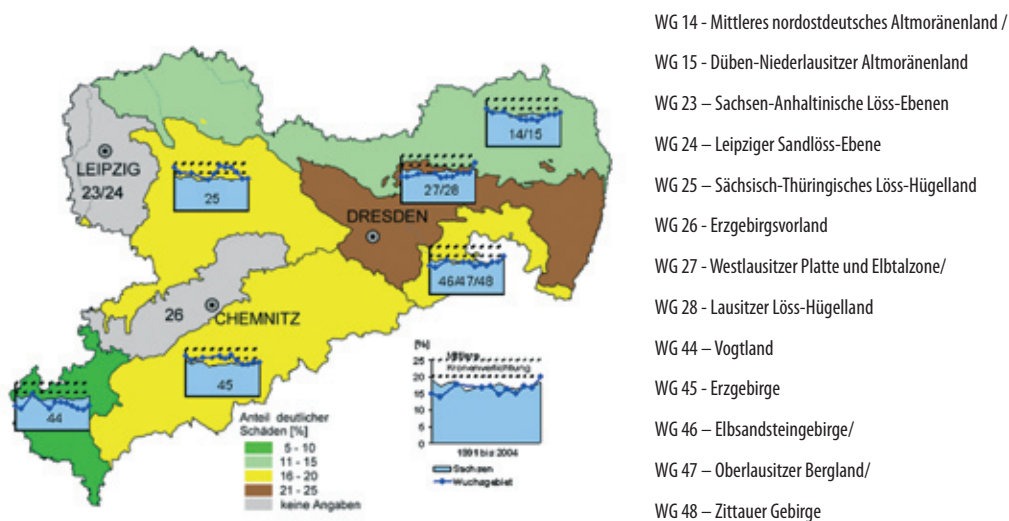 LEIPZIG
23/24
25
14/15
27/28
DRESDEN
46/47/48
26
CHEMNITZ
45
44
Anteil deutlicher
Schäden [%]
5 - 10
11 - 15
16 - 20
21 - 25
keine Angaben
[%]
Mittlere
Kronenverlichtung
25
20
15
10
5
0
1991 bis 2004
Sachsen
Wuchsgebiet
WG 14 - Mittleres nordostdeutsches Altmoränenland /
WG 15 - Düben-Niederlausitzer Altmoränenland
WG 23 – Sachsen-Anhaltinische Löss-Ebenen
WG 24 – Leipziger Sandlöss-Ebene
WG 25 – Sächsisch-Thüringisches Löss-Hügelland
WG 26 - Erzgebirgsvorland
WG 27 - Westlausitzer Platte und Elbtalzone/
WG 28 - Lausitzer Löss-Hügelland
WG 44 – Vogtland
WG 45 - Erzgebirge
WG 46 – Elbsandsteingebirge/
WG 47 – Oberlausitzer Bergland/
WG 48 – Zittauer Gebirge